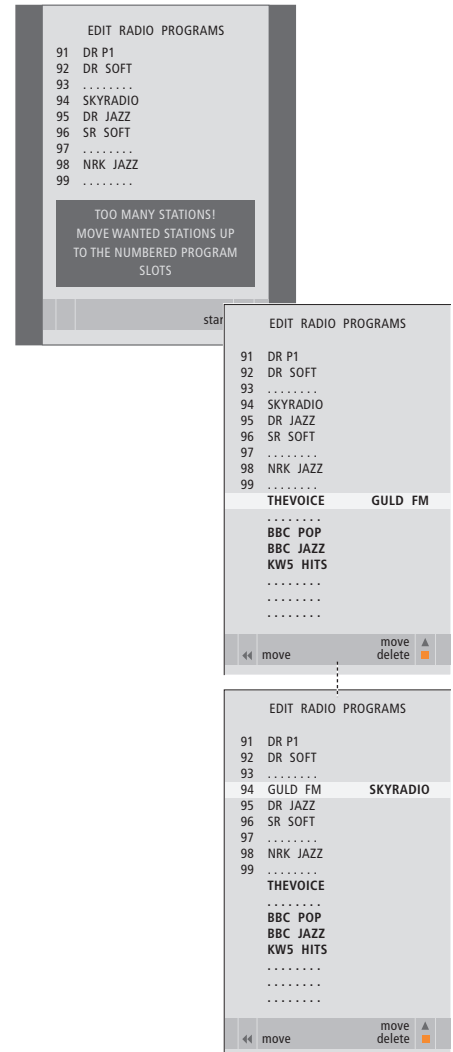 EDIT RADIO PROGRAMS
91 DR P1
92 DR SOFT
93 ........
94 SKYRADIO
95 DR JAZZ
96 SR SOFT
97 ........
98 NRK JAZZ
99 ........
TOO MANY STATIONS!
MOVE WANTED STATIONS UP
TO THE NUMBERED PROGRAM
SLOTS
EDIT RADIO PROGRAMS
91 DR P1
92 DR SOFT
93 ........
94 SKYRADIO
95 DR JAZZ
96 SR SOFT
97 ........
98 NRK JAZZ
99 ........
THEVOICE GULD FM
........
BBC POP
BBC JAZZ
KW5 HITS
........
........
........
move
move delete
EDIT RADIO PROGRAMS
91 DR P1
92 DR SOFT
93 ........
94 GULD FM SKYRADIO
95 DR JAZZ
96 SR SOFT
97 ........
98 NRK JAZZ
99 ........
THEVOICE
........
BBC POP
BBC JAZZ
KW5 HITS
........
........
........
move
move delete